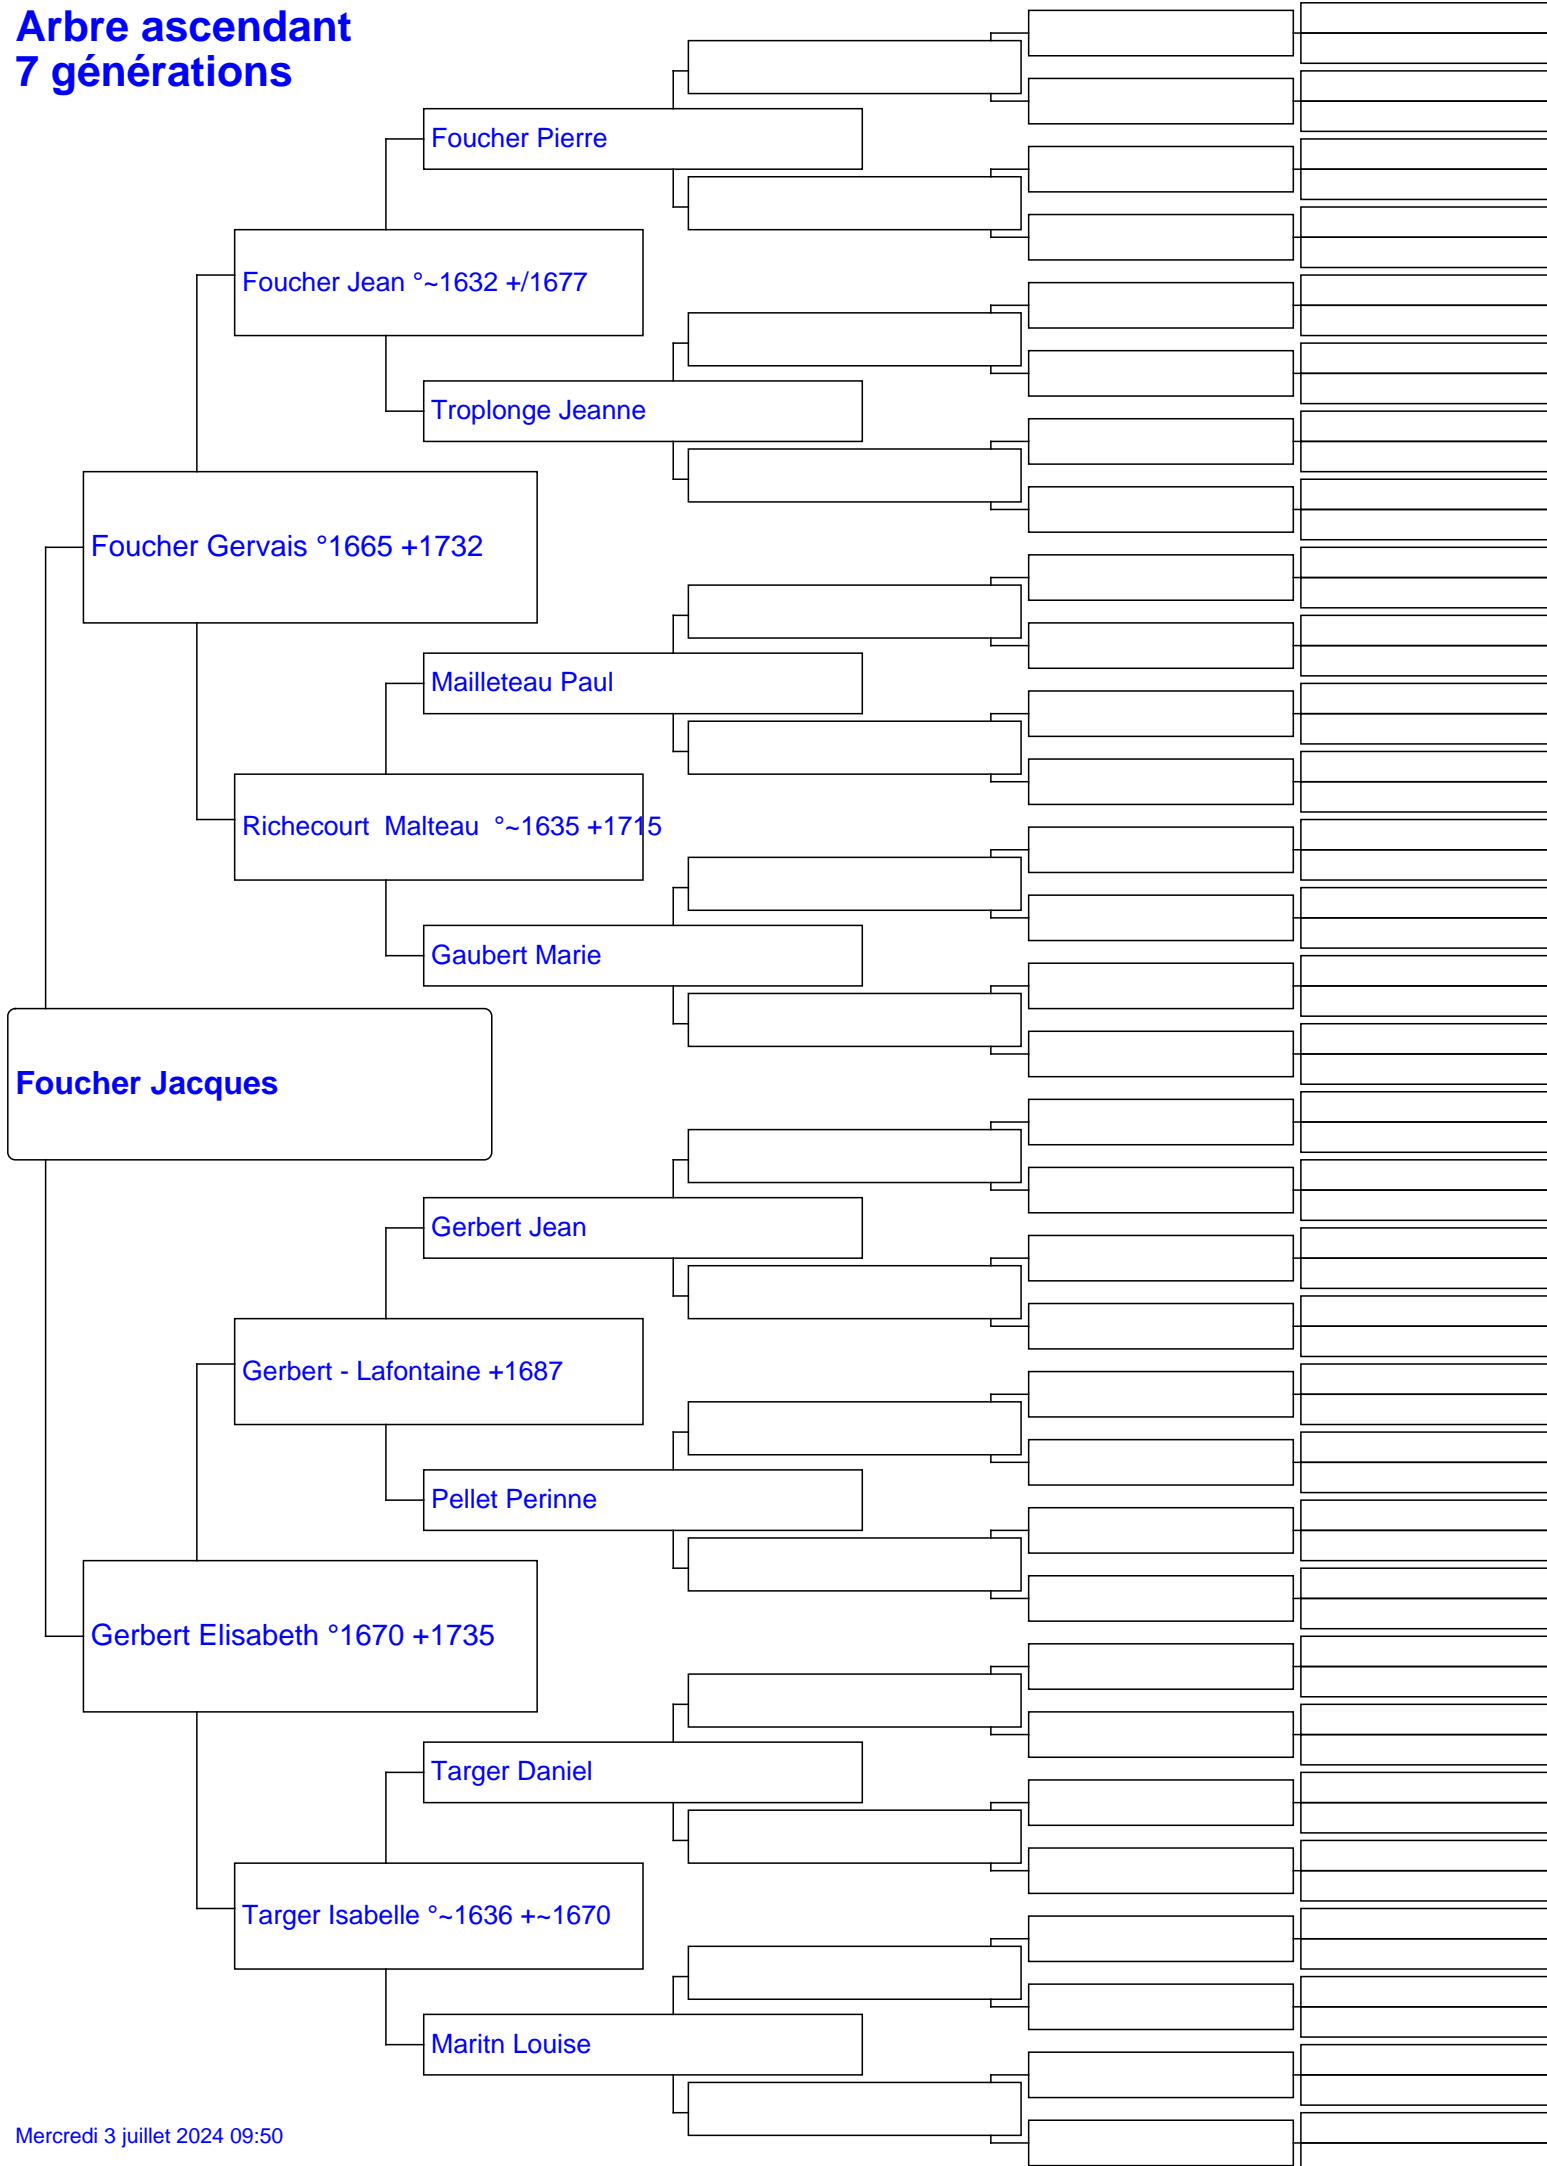 Arbre ascendant
7 générations
Foucher Pierre
Foucher Jean °~1632 +/1677
Troplonge Jeanne
Foucher Gervais °1665 +1732
Mailleteau Paul
Richecourt  Malteau  °~1635 +1715
Gaubert Marie
Foucher Jacques
Gerbert Jean
Gerbert - Lafontaine +1687
Pellet Perinne
Gerbert Elisabeth °1670 +1735
Targer Daniel
Targer Isabelle °~1636 +~1670
Maritn Louise
Mercredi 3 juillet 2024 09:50